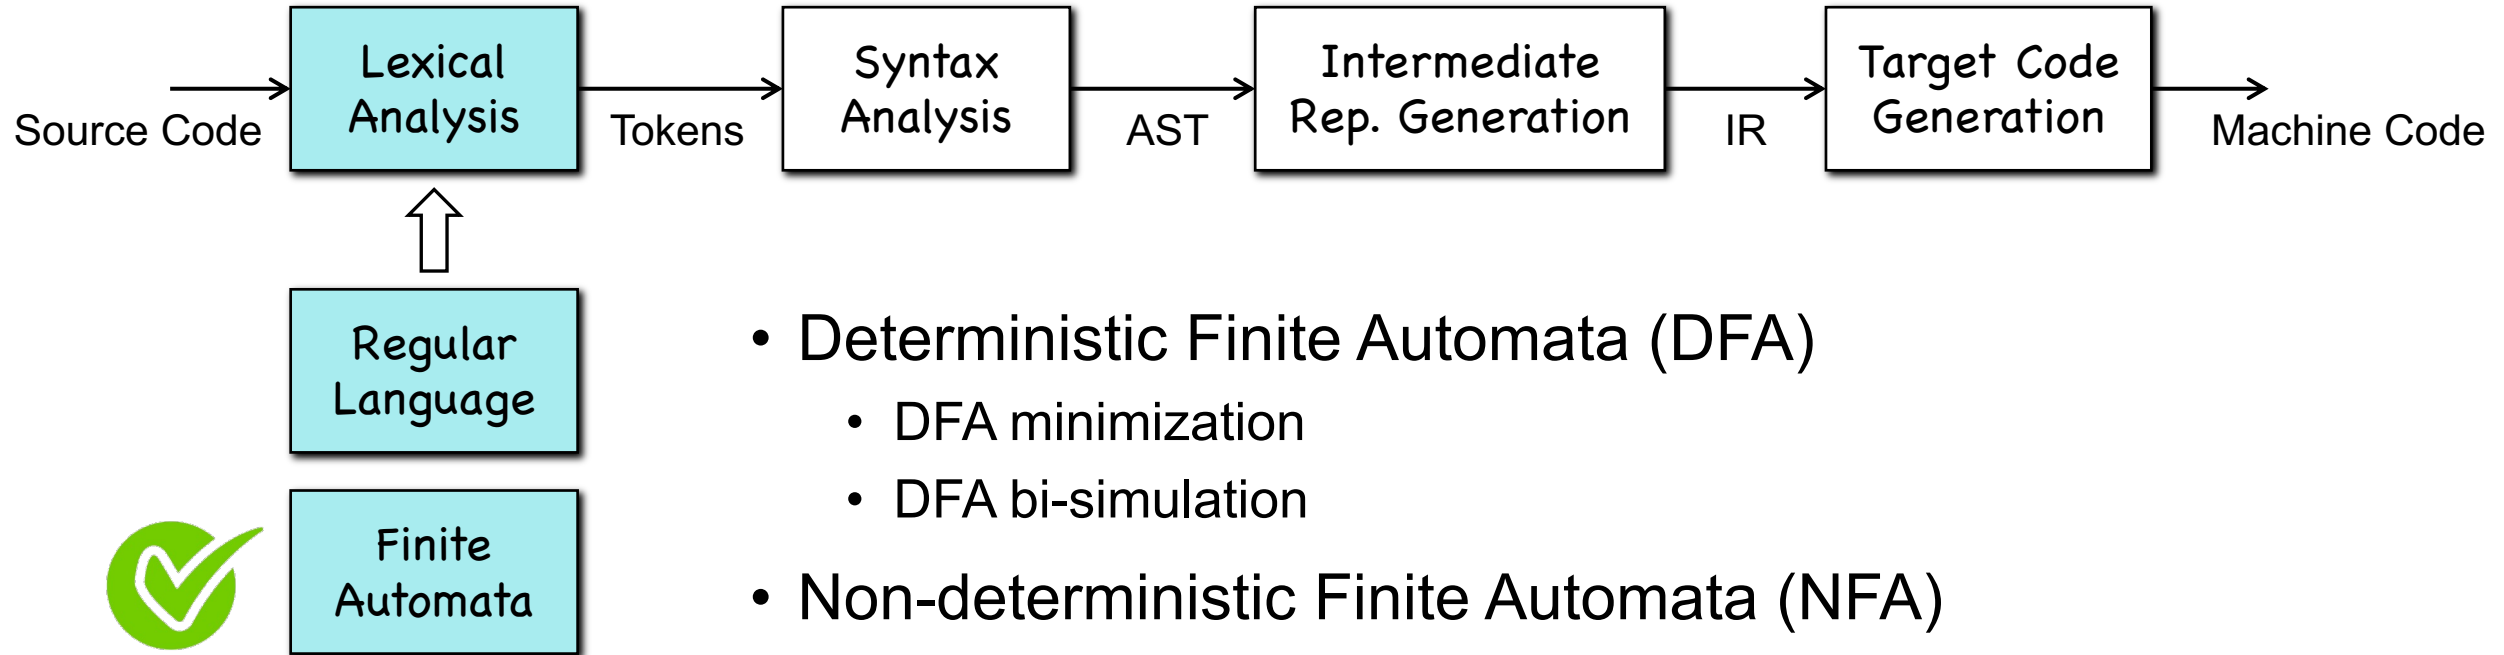 Lexical
Analysis
Syntax
Analysis
Intermediate
Rep. Generation
Target Code
Generation
Source Code
Tokens
AST
IR
Machine Code
Regular
Language
• Deterministic Finite Automata (DFA)
• DFA minimization
• DFA bi-simulation
Finite
Automata
• Non-deterministic Finite Automata (NFA)